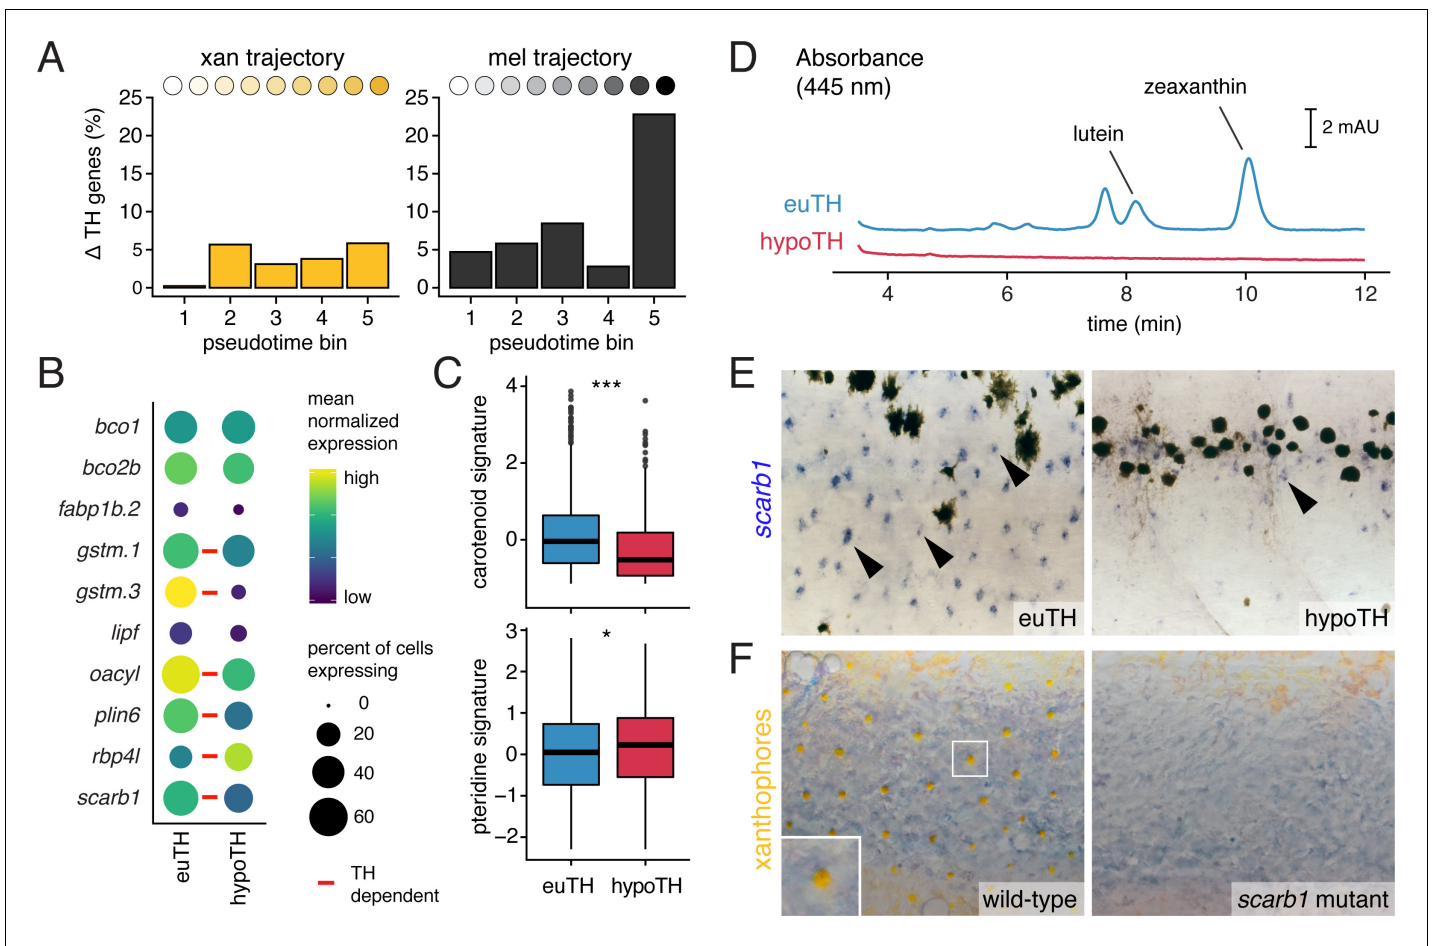 A
xan trajectory
mel trajectory
Δ TH genes (%)
25
20
15
10
5
0
1 2 3 4 5
pseudotime bin
25
20
15
10
5
0
1 2 3 4 5
pseudotime bin
B
bco1
bco2b
fabp1b.2
gstm.1
gstm.3
lipf
oacyl
plin6
rbp4l
scarb1
euTH
hypoTH
mean
normalized
expression
high
low
percent of cells
expressing
0
20
40
60
TH
dependent
C
carotenoid signature
4
2
0
***
pteridine signature
3
2
1
0
−1
−2
*
euTH hypoTH
D
Absorbance
(445 nm)
zeaxanthin
lutein
2 mAU
euTH
hypoTH
4 6 8 10 12
time (min)
E
scarb1
euTH
hypoTH
F
xanthophores
wild-type
scarb1 mutant